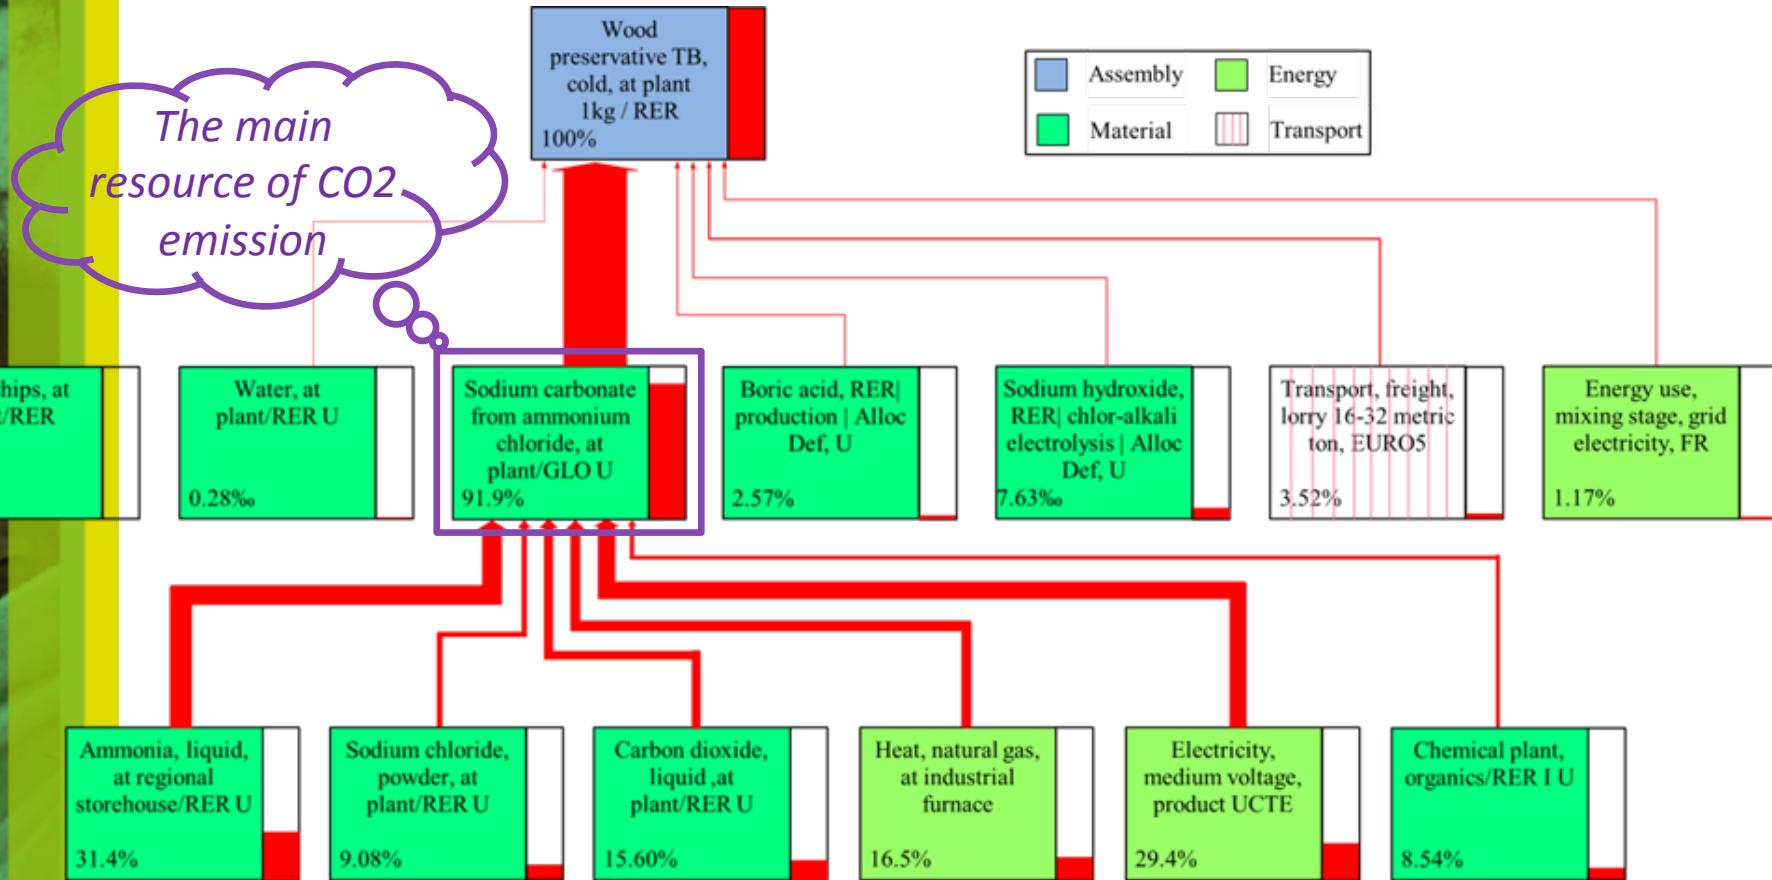 Wood
preservative TB,
cold, at plant
1kg / RER
100%
Assembly
Energy
Material
Transport
The main
resource of CO2
emission
hips, at
/RER
Water, at
plant/RER U
0.28‰
Sodium carbonate
from ammonium
chloride, at
plant/GLO U
91.9%
Boric acid, RER|
production | Alloc
Def, U
2.57%
Sodium hydroxide,
RER| chlor-alkali
electrolysis | Alloc
Def, U
7.63‰
Transport, freight,
lorry 16-32 metric
ton, EURO5
3.52%
Energy use,
mixing stage, grid
electricity, FR
1.17%
Ammonia, liquid,
at regional
storehouse/RER U
31.4%
Sodium chloride,
powder, at
plant/RER U
9.08%
Carbon dioxide,
liquid ,at
plant/RER U
15.60%
Heat, natural gas,
at industrial
furnace
16.5%
Electricity,
medium voltage,
product UCTE
29.4%
Chemical plant,
organics/RER I U
8.54%